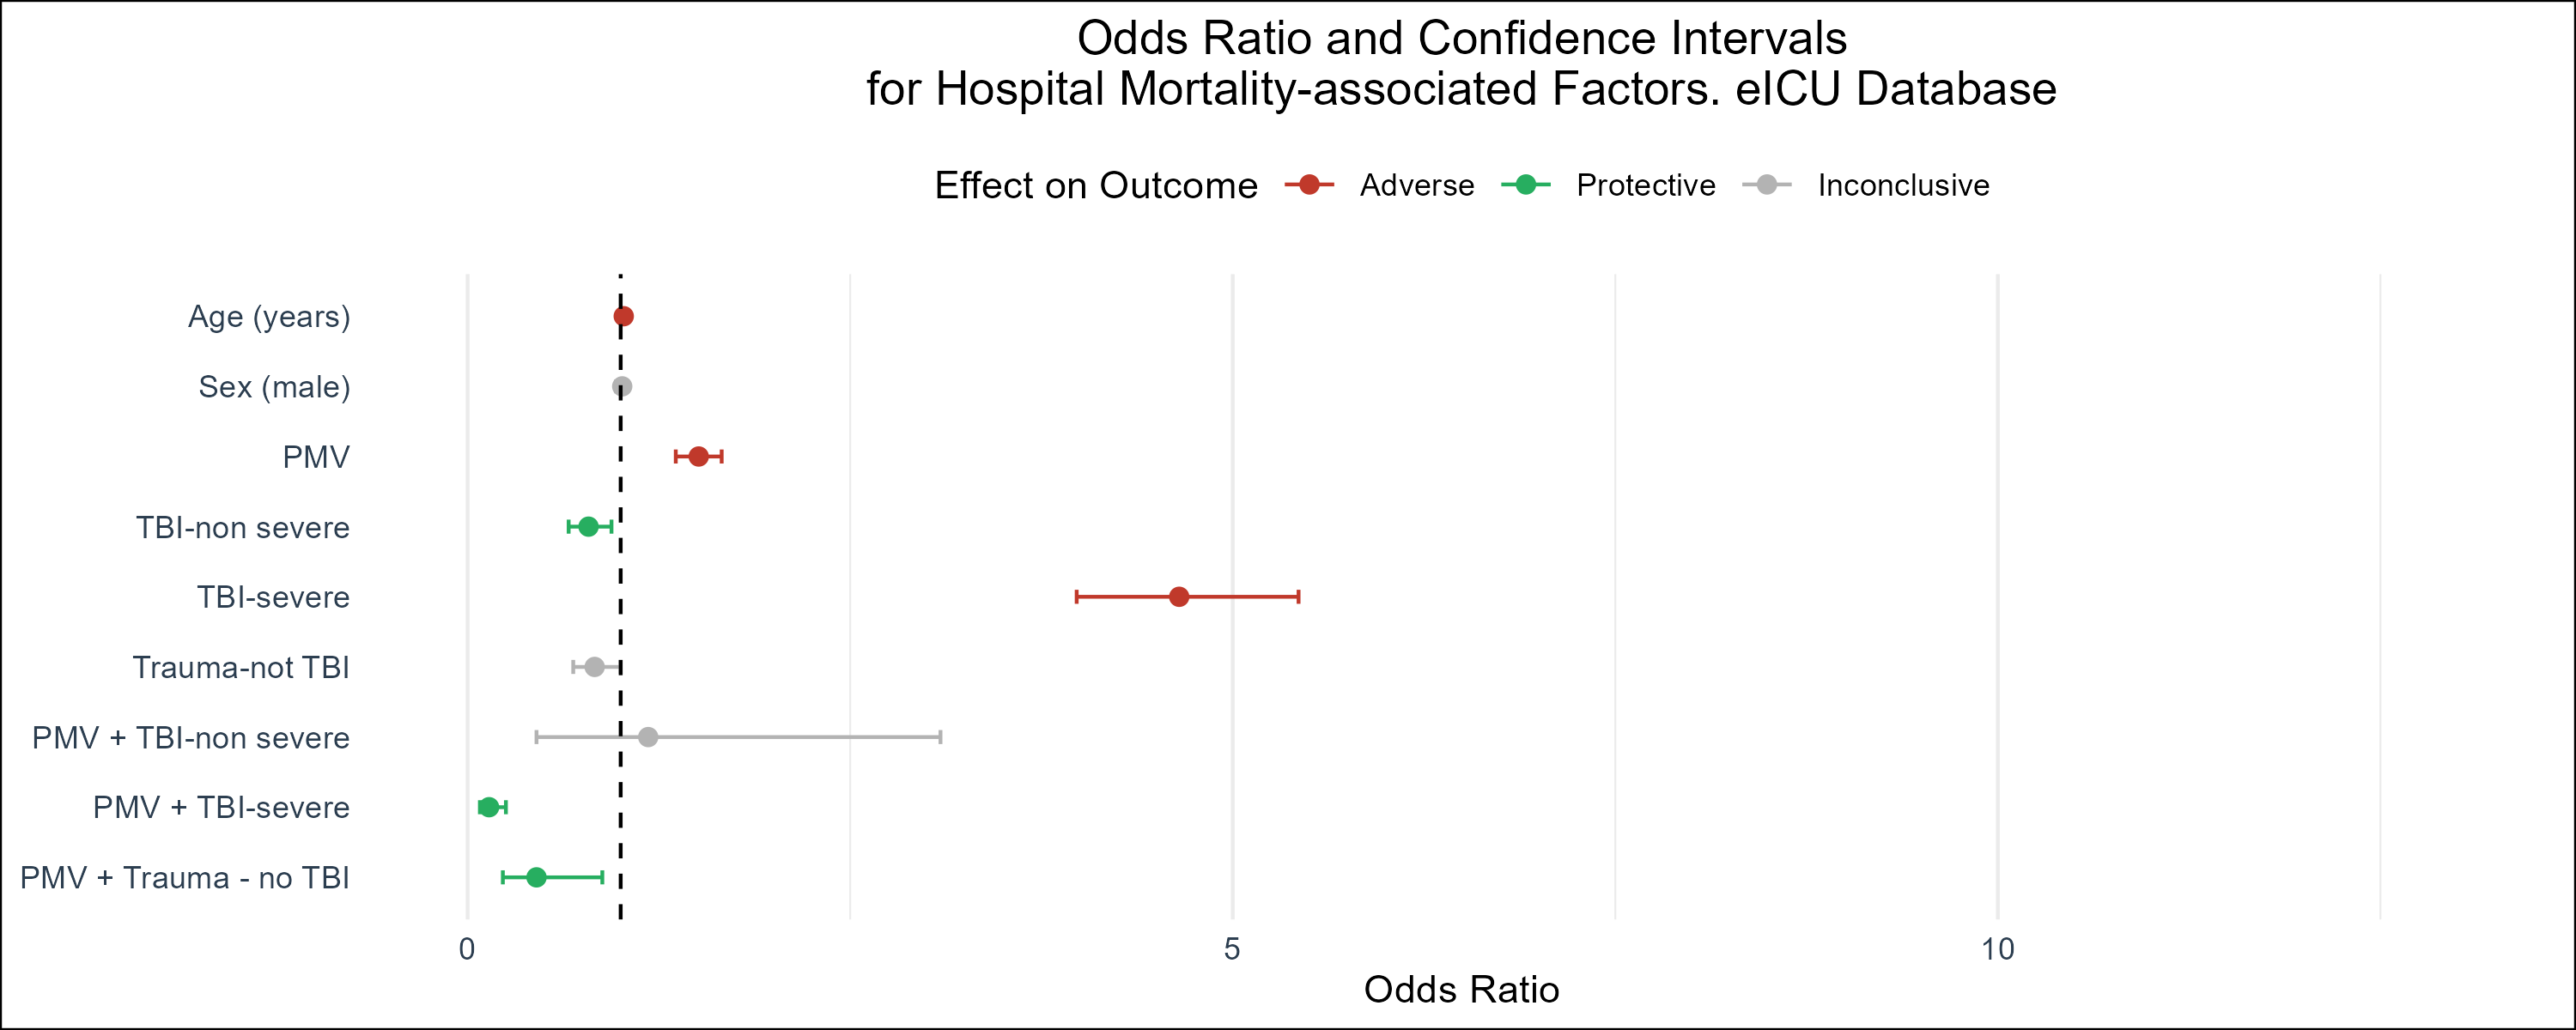 Odds Ratio and Confidence Intervals
for Hospital Mortality-associated Factors. eICU Database
Effect on Outcome Adverse Protective Inconclusive
Age (years)
Sex (male)
PMV
TBI-non severe
TBI-severe
Trauma-not TBI
PMV + TBI-non severe
PMV + TBI-severe
PMV + Trauma - no TBI
0 5 10
Odds Ratio